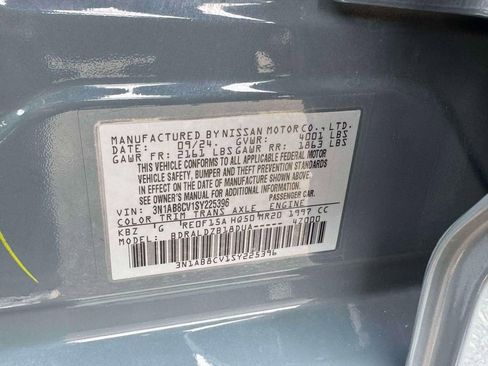 MANUFACTURED BY NISSAN MOTOR CO., LTD.
DATE: 09/24. GVWR: 4001 LBS
GAWR FR: 2161 LBS GAWR RR: 1863 LBS
THIS VEHICLE CONFORMS TO ALL APPLICABLE FEDERAL MOTOR
VEHICLE SAFETY, BUMPER, AND THEFT PREVENTION STANDARDS
IN EFFECT ON THE DATE OF MANUFACTURE SHOWN ABOVE.
SEE OWNERS MANUAL FOR ADDITIONAL INFORMATION.
VIN: 3N1AB8CV1SY225396 PASSENGER CAR.
COLOR TRIM TRANS AXLE ENGINE
KBZ G RE0F15A HG50 MR20 1997 CC
MODEL: BDRALDZB18DUA 47000
3N1AB8CV1SY225396